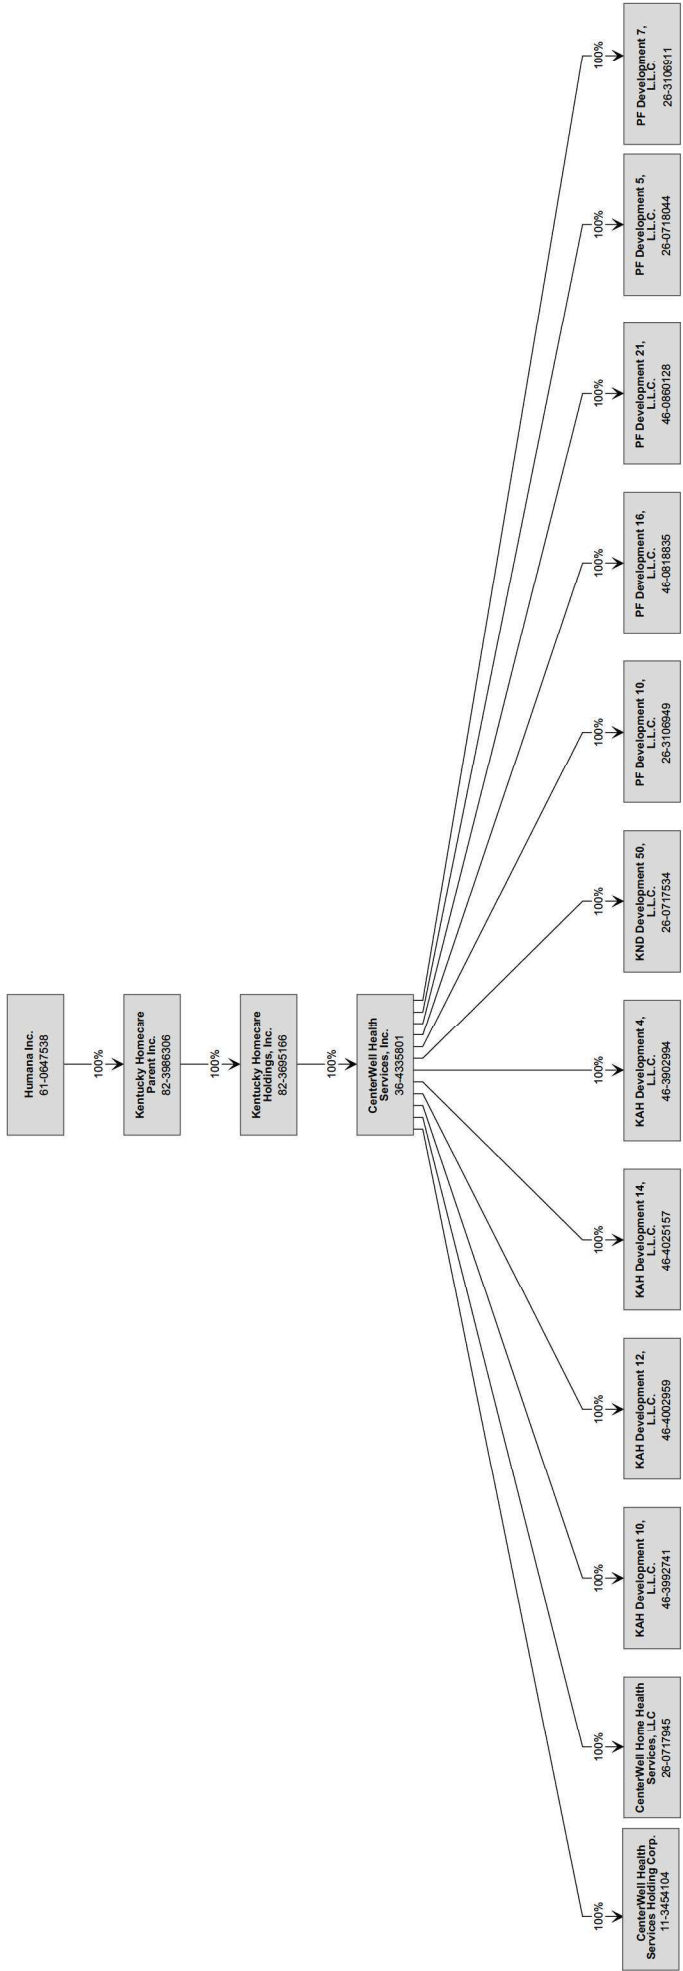 Humana Inc.
61-0647538
100%
Kentucky Homecare
Parent Inc.
82-3986306
100%
Kentucky Homecare
Holdings, Inc.
82-3695166
100%
CenterWell Health
Services, Inc.
36-4335801
100%
CenterWell Health
Services Holding Corp.
11-3454104
100%
CenterWell Home Health
Services, LLC
26-0717945
100%
KAH Development 10,
L.L.C.
46-3992741
100%
KAH Development 12,
L.L.C.
46-4002959
100%
KAH Development 14,
L.L.C.
46-4025157
100%
KAH Development 4,
L.L.C.
46-3902994
100%
KND Development 50,
L.L.C.
26-0717534
100%
PF Development 10,
L.L.C.
26-3106949
100%
PF Development 16,
L.L.C.
46-0818835
100%
PF Development 21,
L.L.C.
46-0860128
100%
PF Development 5,
L.L.C.
26-0718044
100%
PF Development 7,
L.L.C.
26-3106911